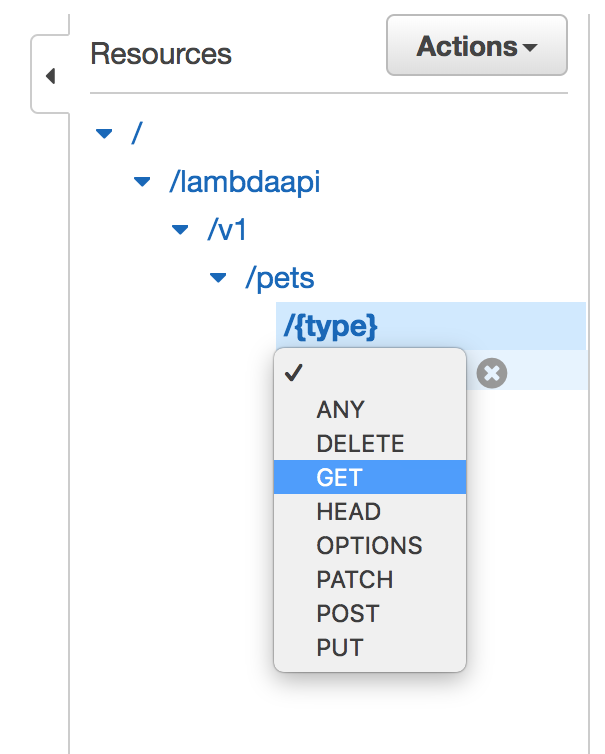 Resources
Actions
/
/lambdaapi
/v1
/pets
/{type}
ANY
DELETE
GET
HEAD
OPTIONS
PATCH
POST
PUT